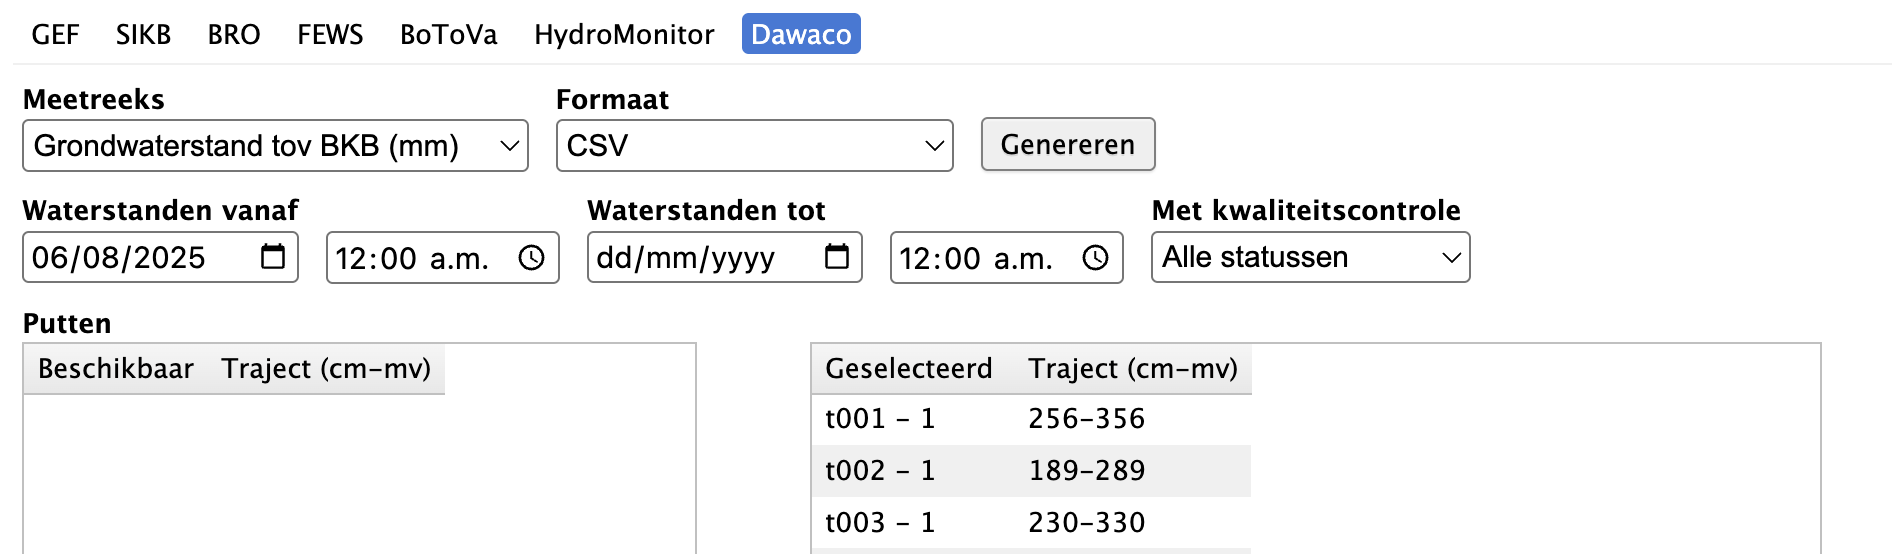 GEF SIKB BRO FEWS BoToVa HydroMonitor Dawaco
Meetreeks Formaat
Grondwaterstand tov BKB (mm) CSV Genereren
Waterstanden vanaf Waterstanden tot Met kwaliteitscontrole
06/08/2025 12:00 a.m. dd/mm/yyyy 12:00 a.m. Alle statussen
Putten
Beschikbaar Traject (cm-mv) Geselecteerd Traject (cm-mv)
t001 - 1 256-356
t002 - 1 189-289
t003 - 1 230-330